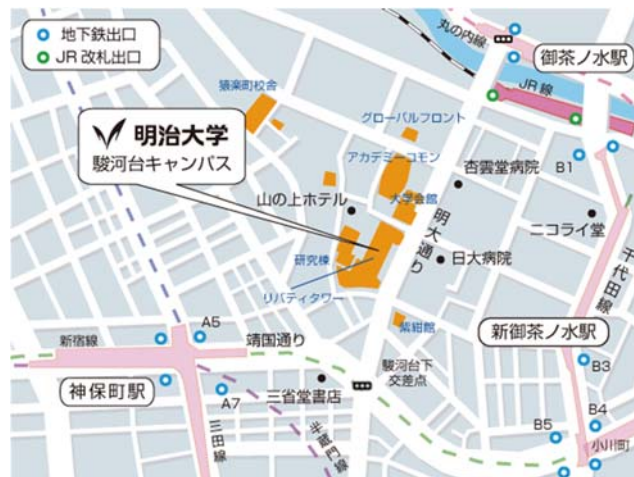 地下鉄出口
JR 改札出口
丸の内線
御茶ノ水駅
猿楽町校舎
JR 線
グローバルフロント
明治大学
駿河台キャンパス
アカデミーコモン
杏雲堂病院
B1
山の上ホテル
大学会館
明大通り
ニコライ堂
研究棟
日大病院
リバティタワー
千代田線
紫紺館
新宿線
A5
靖国通り
新御茶ノ水駅
駿河台下
交差点
B3
神保町駅
A7
三省堂書店
三田線
半蔵門線
B4
B5
小川町